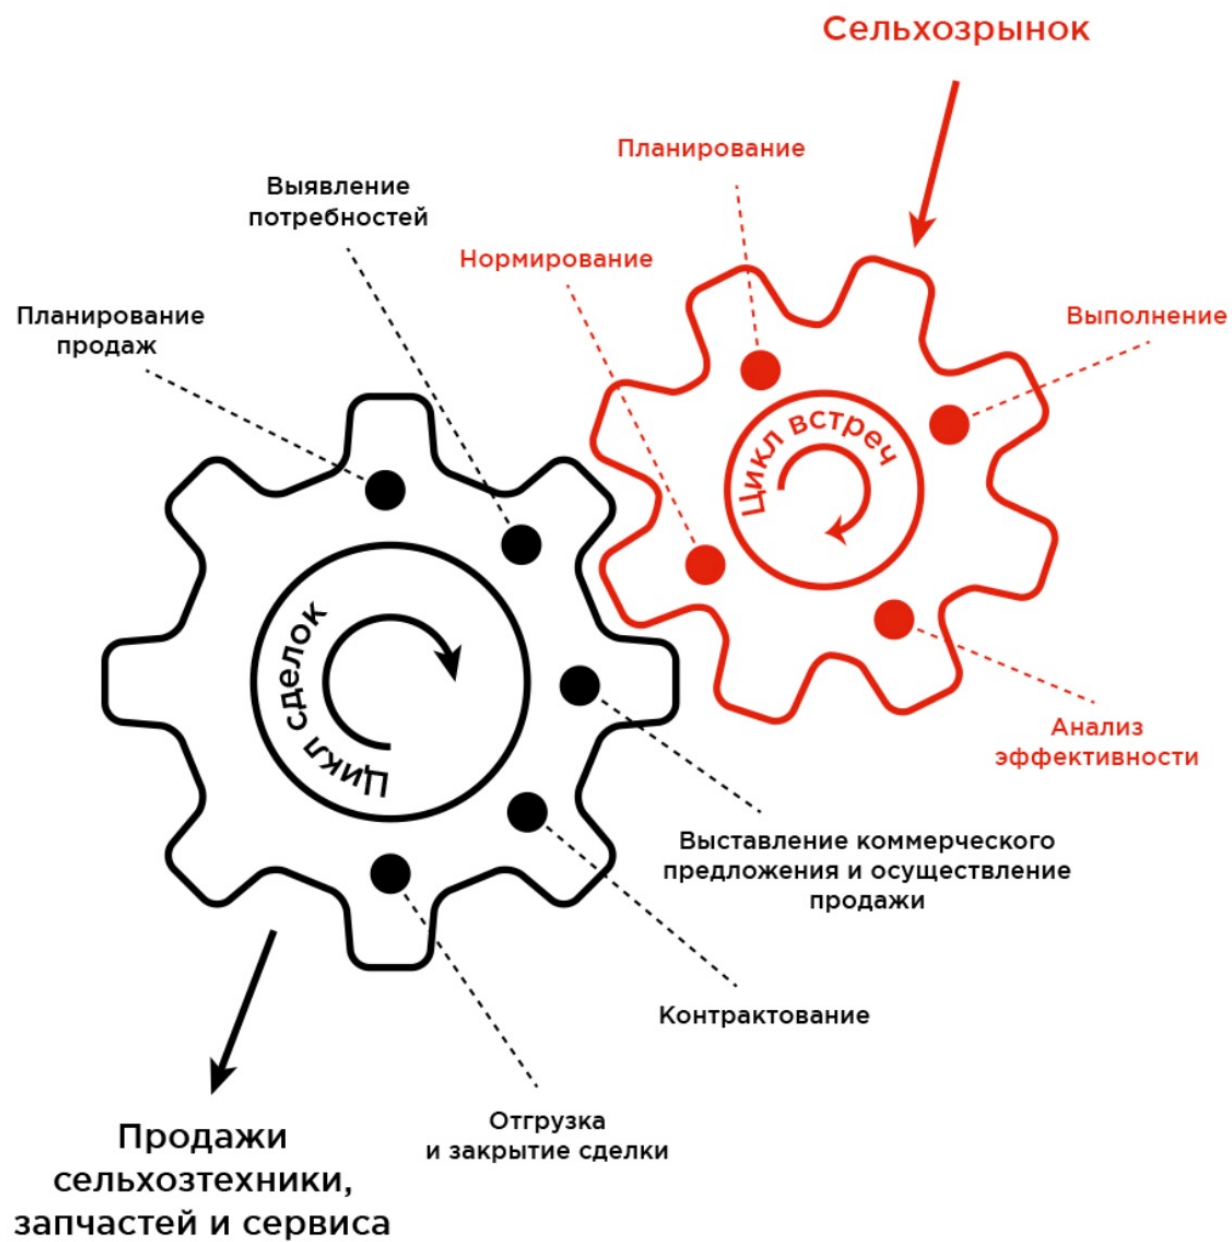 Сельхозрынок
Планирование
Выявление
потребностей
Нормирование
Планирование
продаж
Выполнение
Цикл встреч
Цикл сделок
Анализ
эффективности
Выставление коммерческого
предложения и осуществление
продажи
Контрактование
Отгрузка
и закрытие сделки
Продажи
сельхозтехники,
запчастей и сервиса